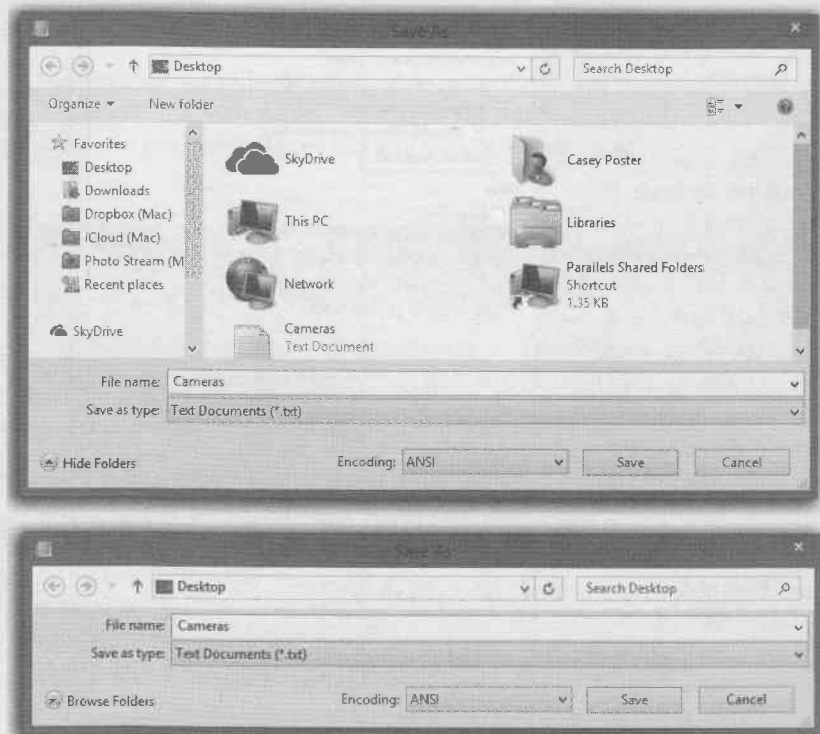 Save As
Desktop
Search Desktop
Organize
New folder
Favorites
Desktop
Downloads
Dropbox (Mac)
iCloud (Mac)
Photo Stream (M
Recent places
SkyDrive
SkyDrive
Casey Poster
This PC
Libraries
Network
Parallels Shared Folders
Shortcut
1.35 KB
Cameras
Text Document
File name: Cameras
Save as type: Text Documents (*.txt)
Hide Folders
Encoding: ANSI
Save
Cancel
Save As
Desktop
Search Desktop
File name: Cameras
Save as type: Text Documents (*.txt)
Browse Folders
Encoding: ANSI
Save
Cancel